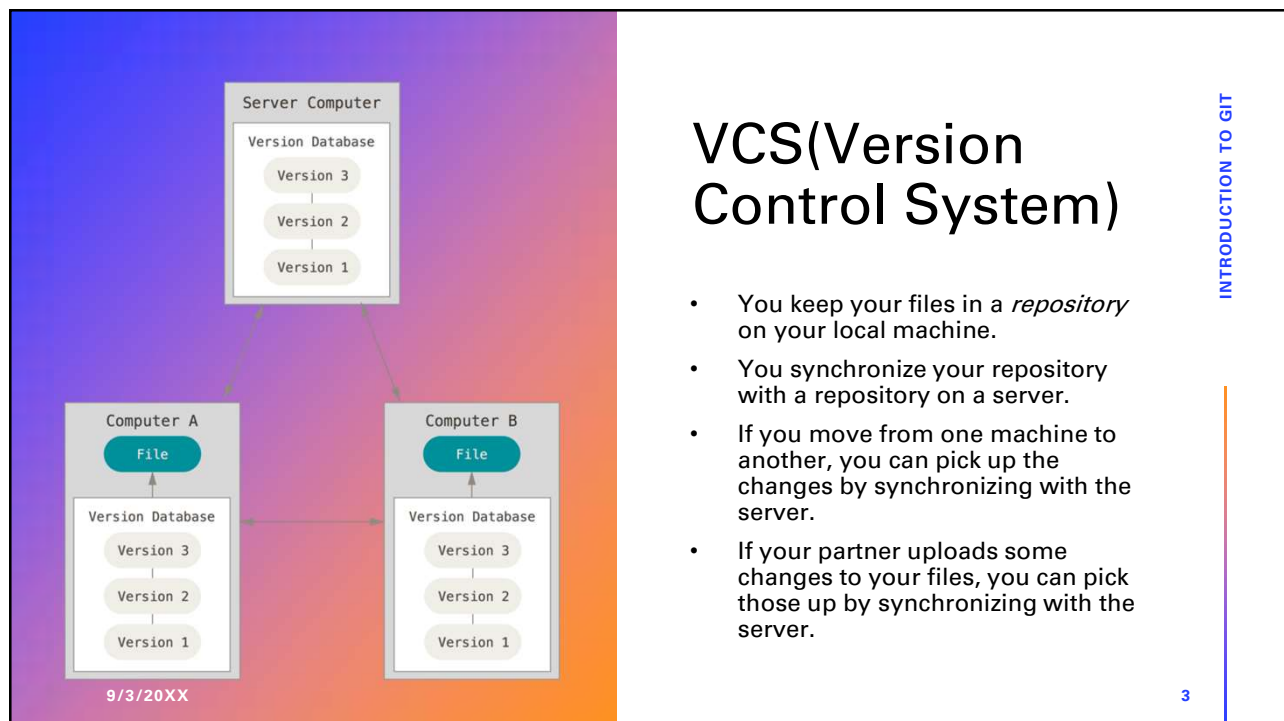 Server Computer
Version Database
Version 3
Version 2
Version 1
Computer A
File
Version Database
Version 3
Version 2
Version 1
Computer B
File
Version Database
Version 3
Version 2
Version 1
9/3/20XX
VCS(Version
Control System)
• You keep your files in a repository
on your local machine.
• You synchronize your repository
with a repository on a server.
• If you move from one machine to
another, you can pick up the
changes by synchronizing with the
server.
• If your partner uploads some
changes to your files, you can pick
those up by synchronizing with the
server.
INTRODUCTION TO GIT
3